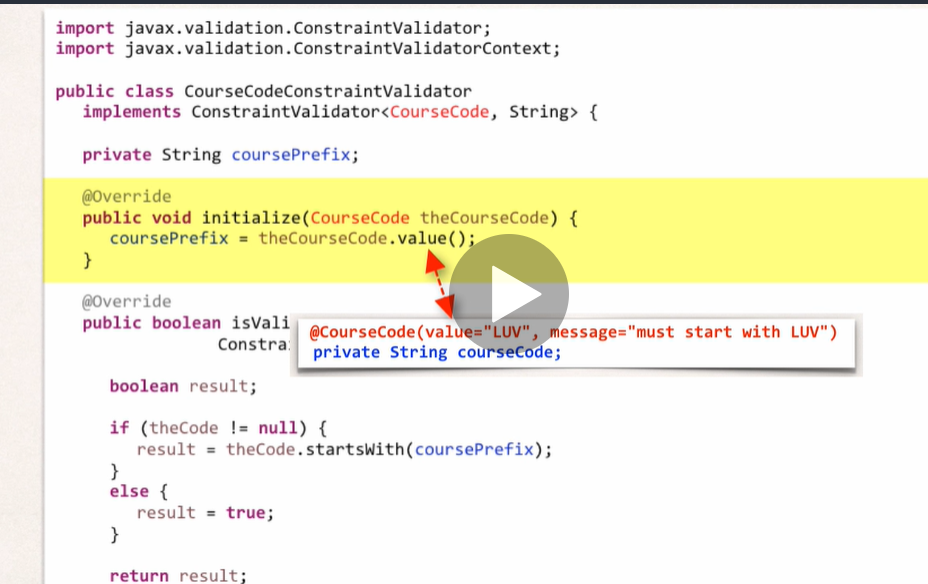 import javax.validation.ConstraintValidator;
import javax.validation.ConstraintValidatorContext;
public class CourseCodeConstraintValidator
implements ConstraintValidator<CourseCode, String> {
private String coursePrefix;
@Override
public void initialize(CourseCode theCourseCode) {
coursePrefix = theCourseCode.value();
}
@Override
public boolean isVali
Constra
@CourseCode(value="LUV", message="must start with LUV")
private String courseCode;
boolean result;
if (theCode != null) {
result = theCode.startsWith(coursePrefix);
}
else {
result = true;
}
return result;